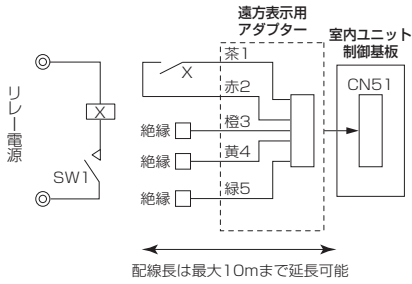 遠方表示用
アダプター
室内ユニット
制御基板
リレー電源
X
SW1
X
茶1
赤2
絶縁 橙3
絶縁 黄4
絶縁 緑5
CN51
配線長は最大10mまで延長可能